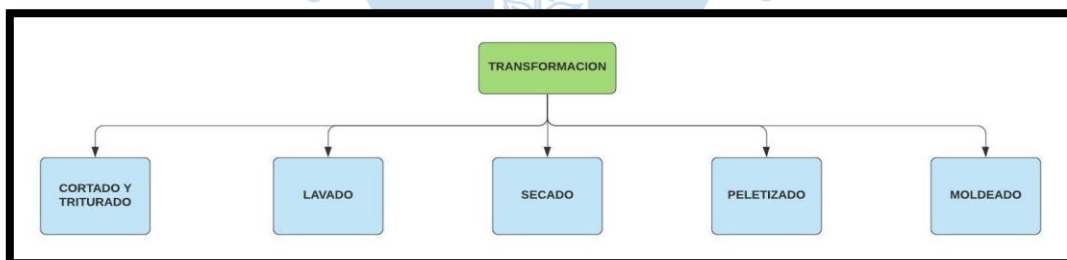 TRANSFORMACION
CORTADO Y
TRITURADO
LAVADO
SECADO
PELETIZADO
MOLDEADO